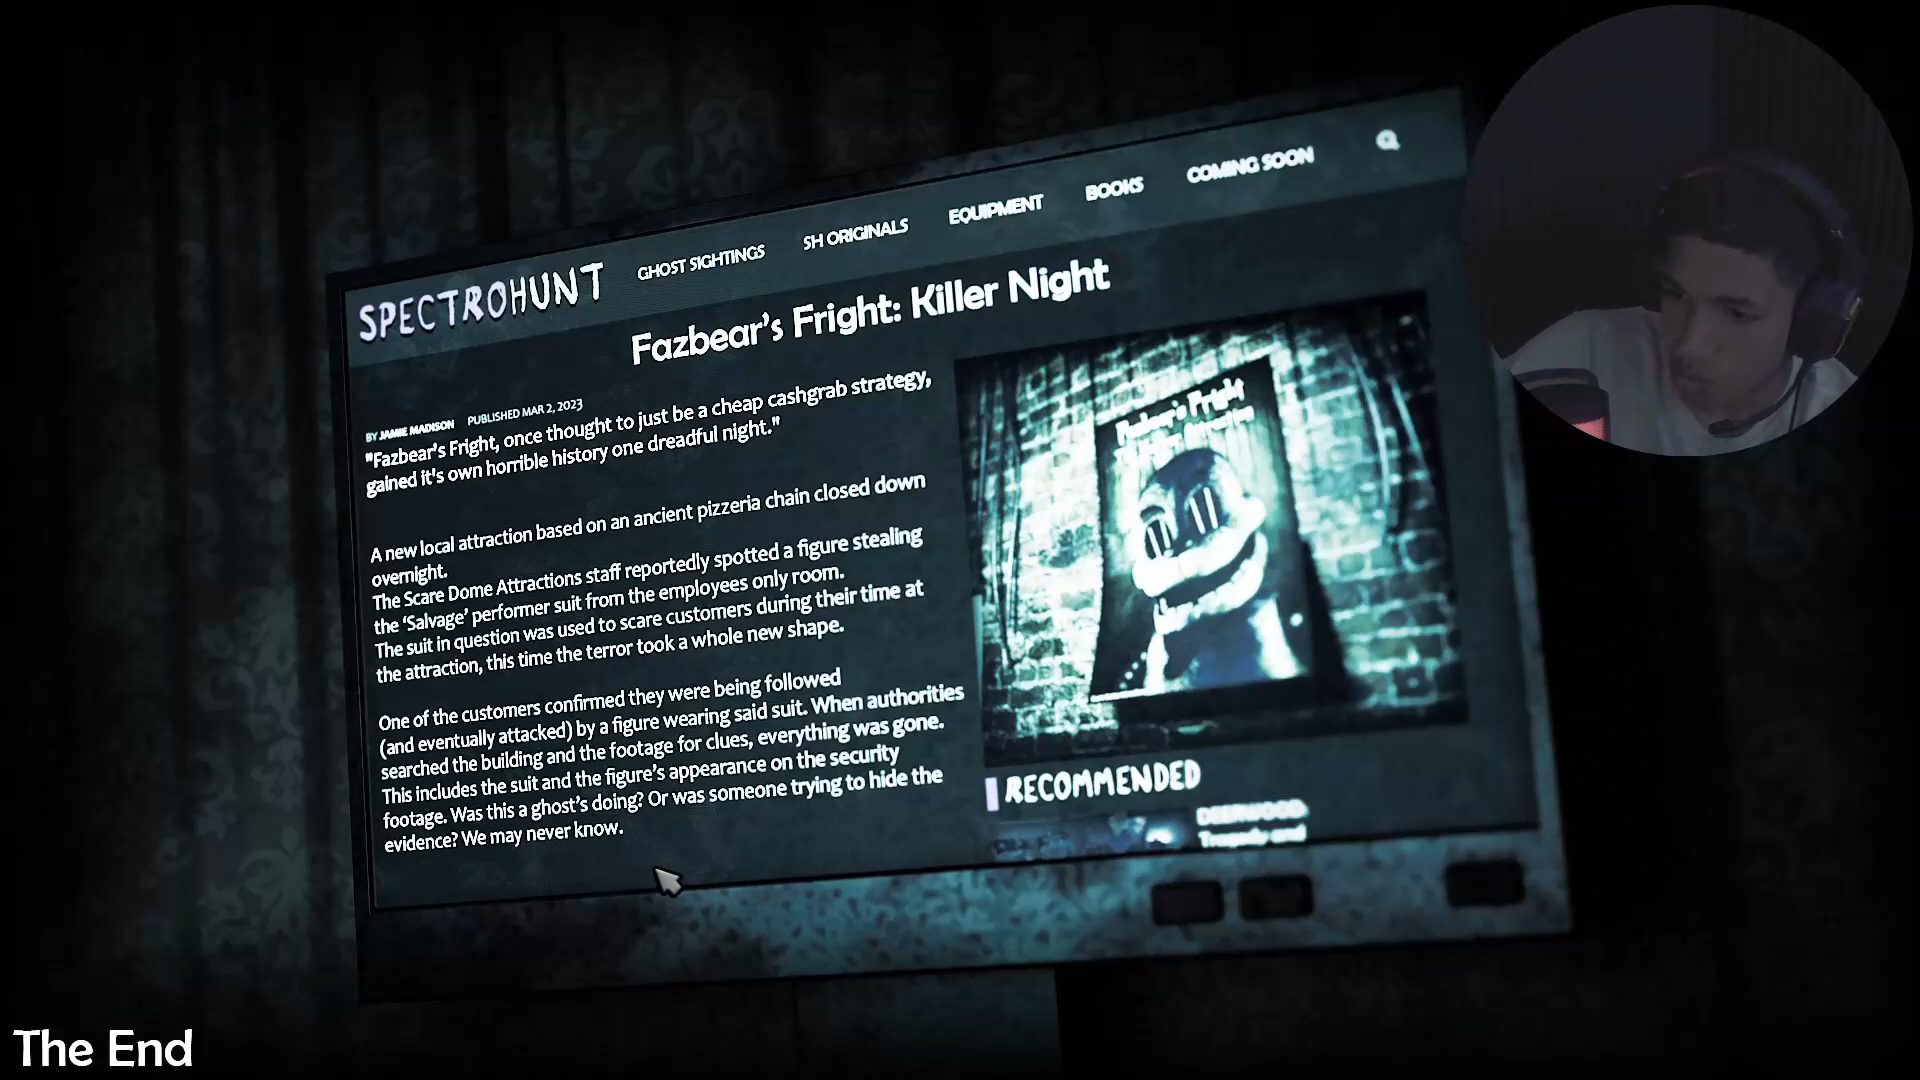 SPECTROHUNT
GHOST SIGHTINGS
SH ORIGINALS
EQUIPMENT
BOOKS
COMING SOON
Fazbear's Fright: Killer Night
BY JAMIE MADISON PUBLISHED MAR 2, 2023
"Fazbear's Fright, once thought to just be a cheap cashgrab strategy,
gained it's own horrible history one dreadful night."
A new local attraction based on an ancient pizzeria chain closed down
overnight.
The Scare Dome Attractions staff reportedly spotted a figure stealing
the ‘Salvage’ performer suit from the employees only room.
The suit in question was used to scare customers during their time at
the attraction, this time the terror took a whole new shape.
One of the customers confirmed they were being followed
(and eventually attacked) by a figure wearing said suit. When authorities
searched the building and the footage for clues, everything was gone.
This includes the suit and the figure's appearance on the security
footage. Was this a ghost's doing? Or was someone trying to hide the
evidence? We may never know.
Fazbear's Fright
RECOMMENDED
DEERWOOD:
Tragedy and
The End